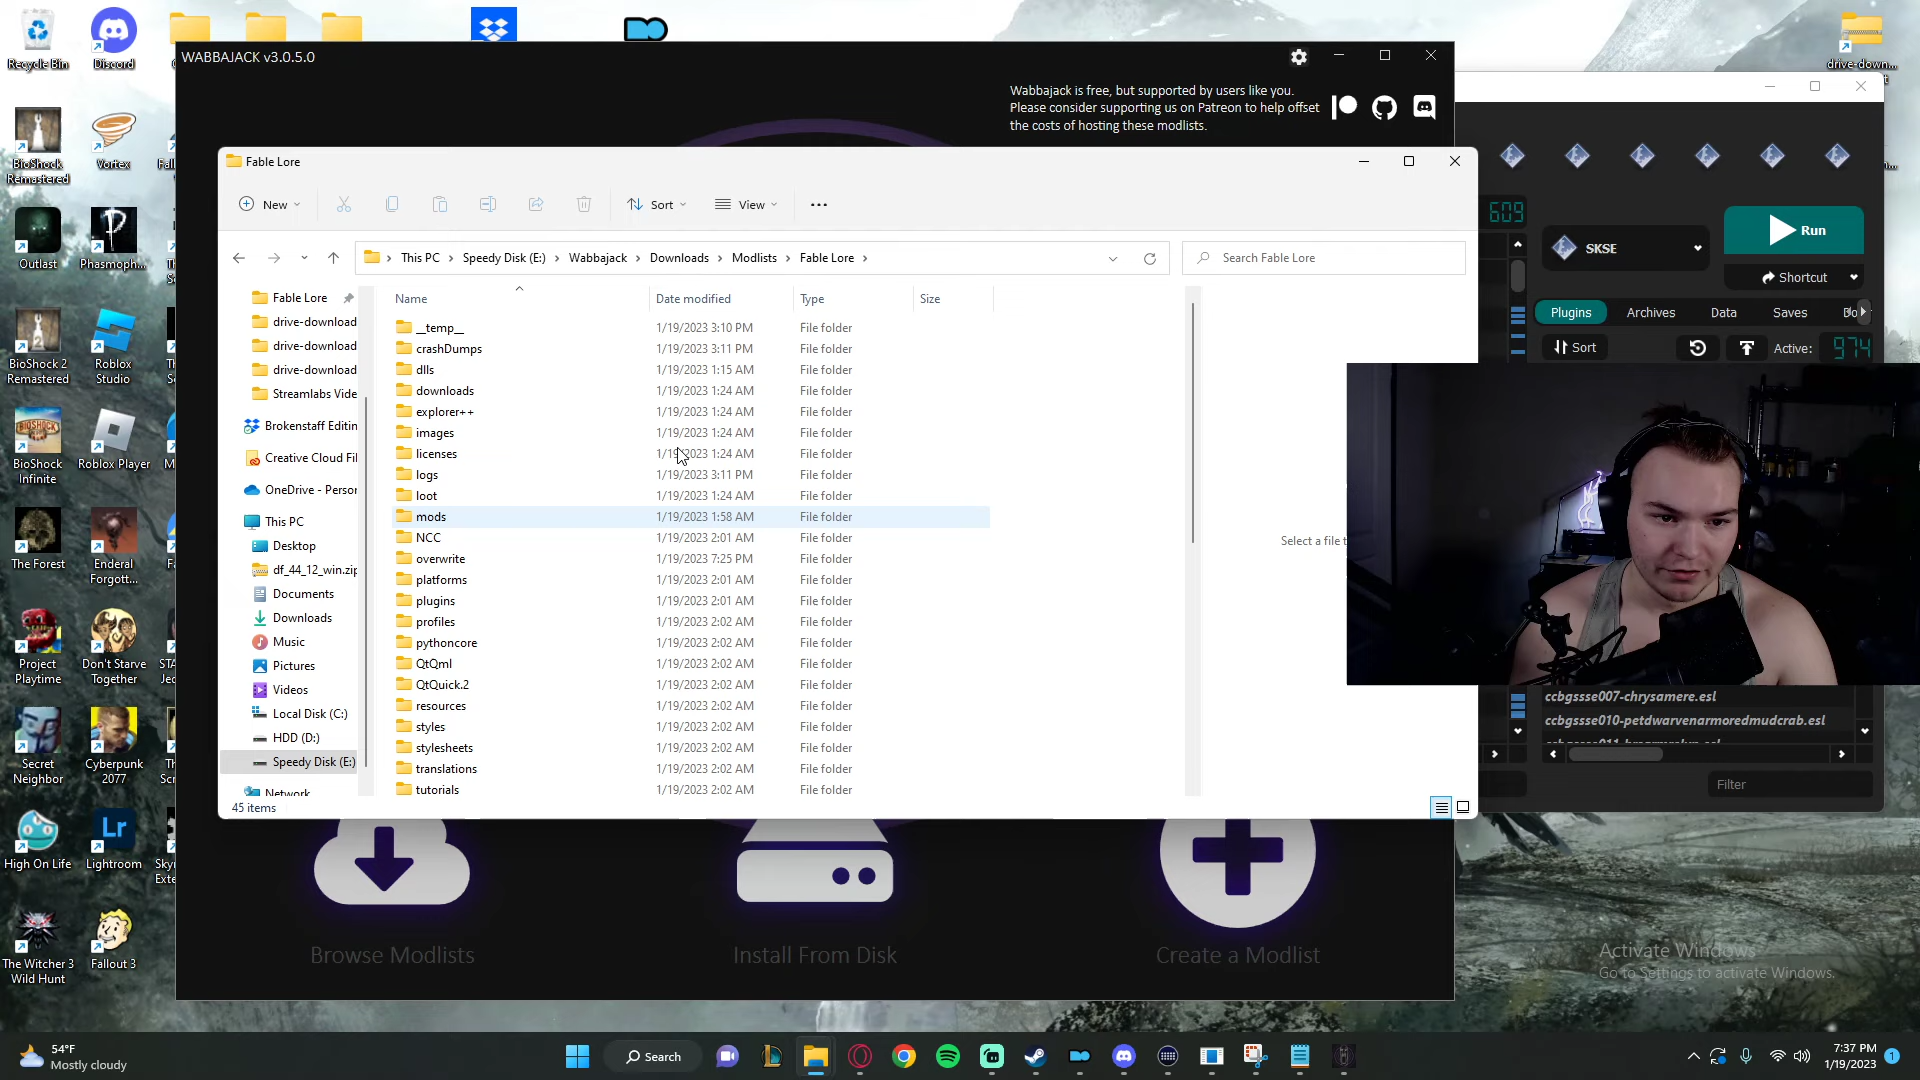 Recycle Bin
Discord
drive-down...
WABBAJACK v3.0.5.0
Wabbajack is free, but supported by users like you.
Please consider supporting us on Patreon to help offset
the costs of hosting these modlists.
BioShock
Remastered
Vortex
Fable Lore
New
Sort
View
609
SKSE
Run
Shortcut
Outlast
Phasmoph...
This PC
Speedy Disk (E:)
Wabbajack
Downloads
Modlists
Fable Lore
Search Fable Lore
Plugins
Archives
Data
Saves
Sort
Active:
974
Name
Date modified
Type
Size
Fable Lore
drive-download
drive-download
drive-download
Streamlabs Vide
Brokenstaff Editin
Creative Cloud Fil
OneDrive - Person
This PC
Desktop
df_44_12_win.zip
Documents
Downloads
Music
Pictures
Videos
Local Disk (C:)
HDD (D:)
Speedy Disk (E:)
Network
__temp__ 1/19/2023 3:10 PM File folder
crashDumps 1/19/2023 3:11 PM File folder
dlls 1/19/2023 1:15 AM File folder
downloads 1/19/2023 1:24 AM File folder
explorer++ 1/19/2023 1:24 AM File folder
images 1/19/2023 1:24 AM File folder
licenses 1/19/2023 1:24 AM File folder
logs 1/19/2023 3:11 PM File folder
loot 1/19/2023 1:24 AM File folder
mods 1/19/2023 1:58 AM File folder
NCC 1/19/2023 2:01 AM File folder
overwrite 1/19/2023 7:25 PM File folder
platforms 1/19/2023 2:01 AM File folder
plugins 1/19/2023 2:01 AM File folder
profiles 1/19/2023 2:02 AM File folder
pythoncore 1/19/2023 2:02 AM File folder
QtQml 1/19/2023 2:02 AM File folder
QtQuick.2 1/19/2023 2:02 AM File folder
resources 1/19/2023 2:02 AM File folder
styles 1/19/2023 2:02 AM File folder
stylesheets 1/19/2023 2:02 AM File folder
translations 1/19/2023 2:02 AM File folder
tutorials 1/19/2023 2:02 AM File folder
45 items
Select a file t
BioShock 2
Remastered
Roblox
Studio
BioShock
Infinite
Roblox Player
The Forest
Enderal
Forgott...
Project
Playtime
Don't Starve
Together
Secret
Neighbor
Cyberpunk
2077
High On Life
Lightroom
The Witcher 3
Wild Hunt
Fallout 3
ccbgssse007-chrysamere.esl
ccbgssse010-petdwarvenarmoredmudcrab.esl
Filter
Browse Modlists
Install From Disk
Create a Modlist
Activate Windows
Go to Settings to activate Windows.
54°F
Mostly cloudy
Search
7:37 PM
1/19/2023
1